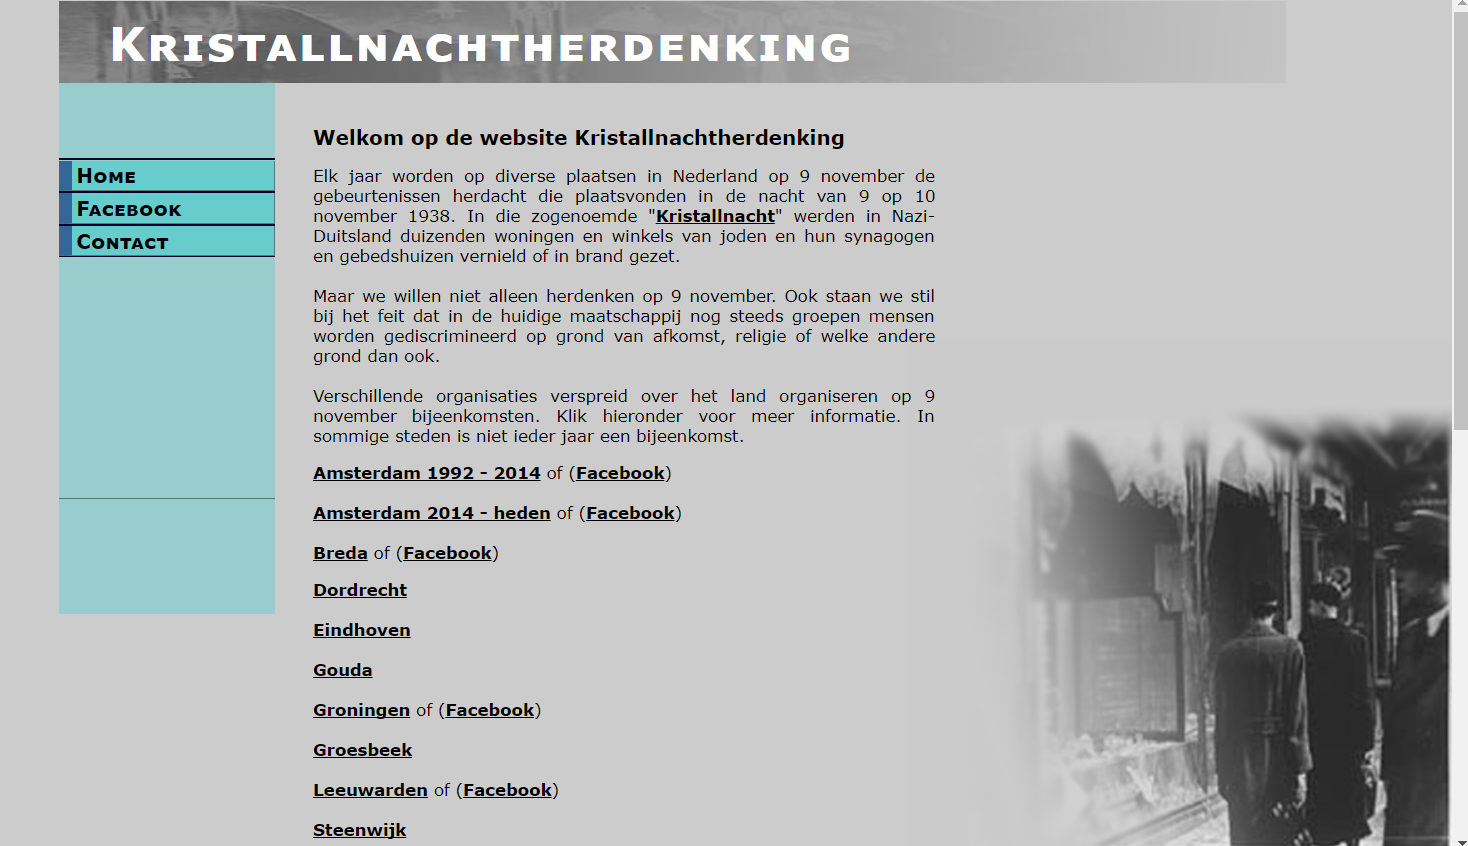 Kristallnachtherdenking
Home
Facebook
Contact
Welkom op de website Kristallnachtherdenking
Elk jaar worden op diverse plaatsen in Nederland op 9 november de
gebeurtenissen herdacht die plaatsvonden in de nacht van 9 op 10
november 1938. In die zogenoemde "Kristallnacht" werden in Nazi-
Duitsland duizenden woningen en winkels van joden en hun synagogen
en gebedshuizen vernield of in brand gezet.
Maar we willen niet alleen herdenken op 9 november. Ook staan we stil
bij het feit dat in de huidige maatschappij nog steeds groepen mensen
worden gediscrimineerd op grond van afkomst, religie of welke andere
grond dan ook.
Verschillende organisaties verspreid over het land organiseren op 9
november bijeenkomsten. Klik hieronder voor meer informatie. In
sommige steden is niet ieder jaar een bijeenkomst.
Amsterdam 1992 - 2014 of (Facebook)
Amsterdam 2014 - heden of (Facebook)
Breda of (Facebook)
Dordrecht
Eindhoven
Gouda
Groningen of (Facebook)
Groesbeek
Leeuwarden of (Facebook)
Steenwijk